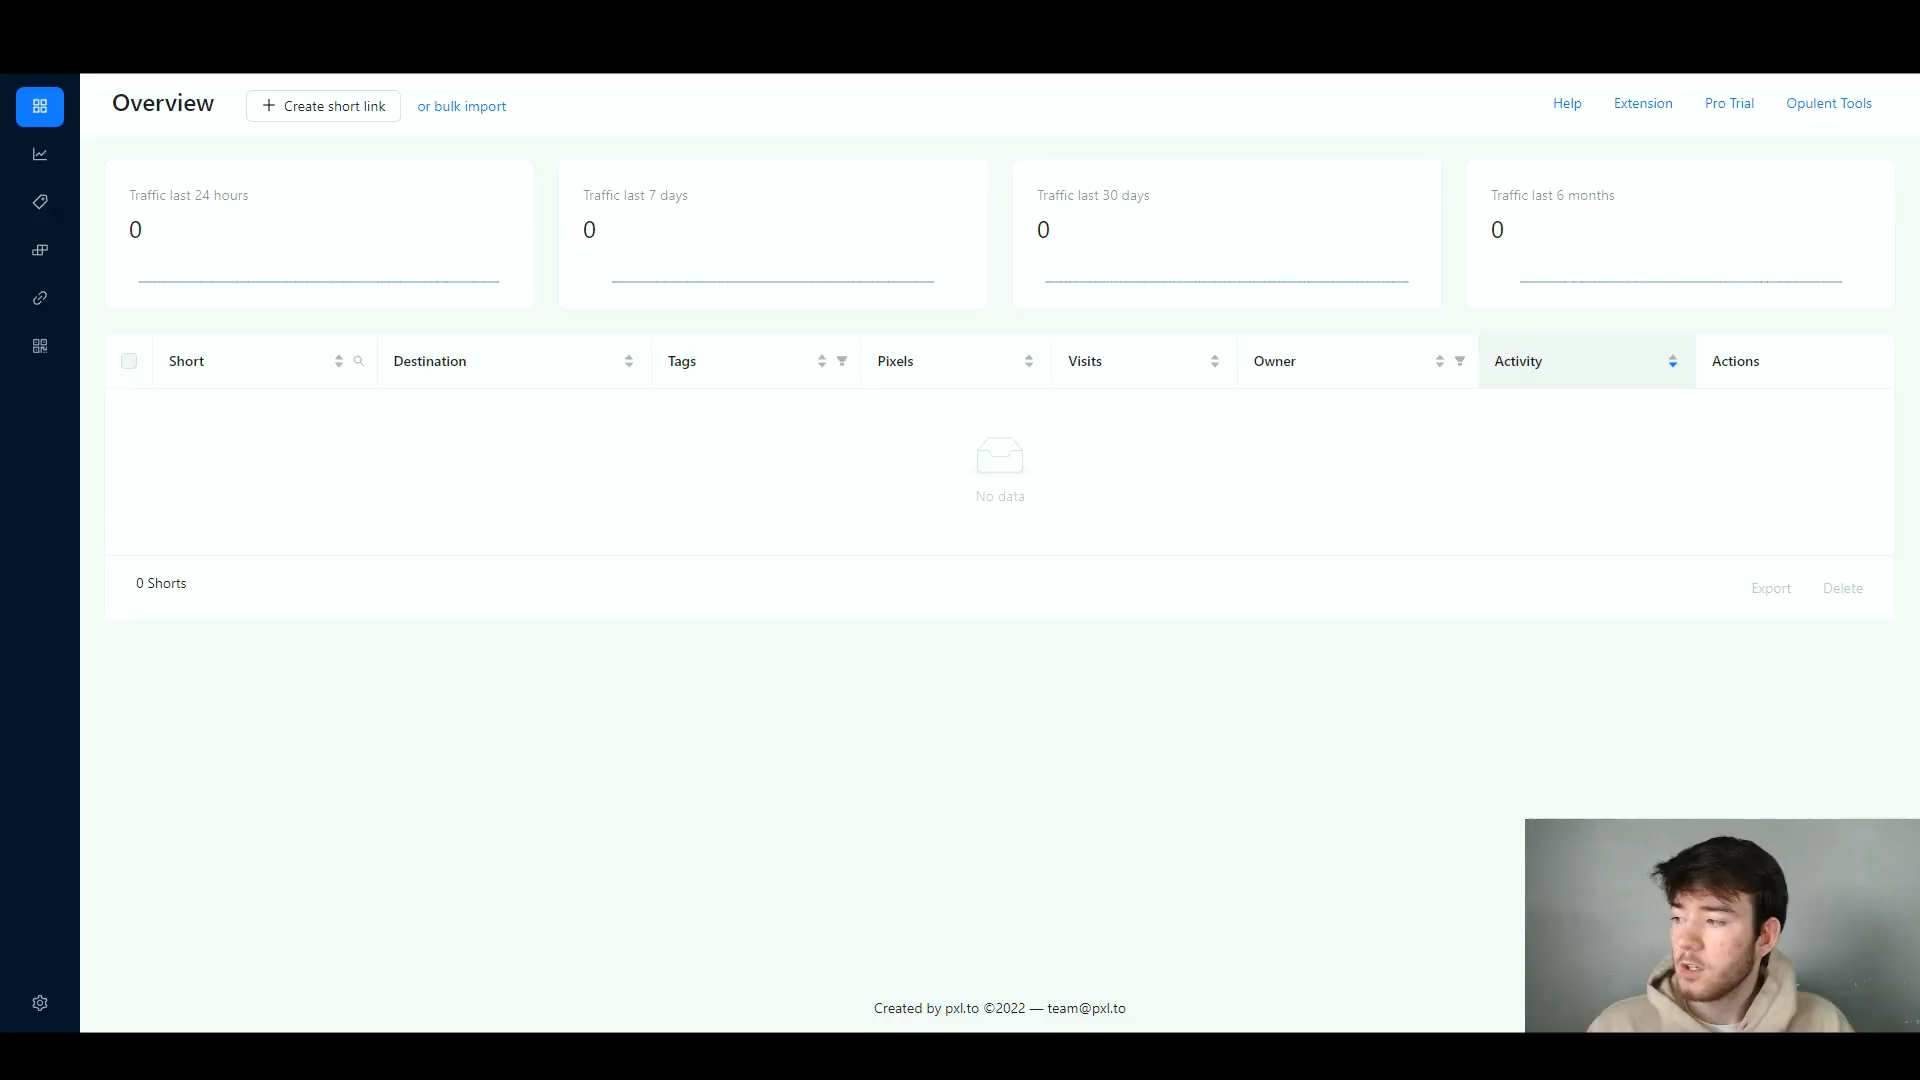 Overview
+ Create short link
or bulk import
Help
Extension
Pro Trial
Opulent Tools
Traffic last 24 hours
0
Traffic last 7 days
0
Traffic last 30 days
0
Traffic last 6 months
0
Short
Destination
Tags
Pixels
Visits
Owner
Activity
Actions
No data
0 Shorts
Export
Delete
Created by pxl.to ©2022 — team@pxl.to